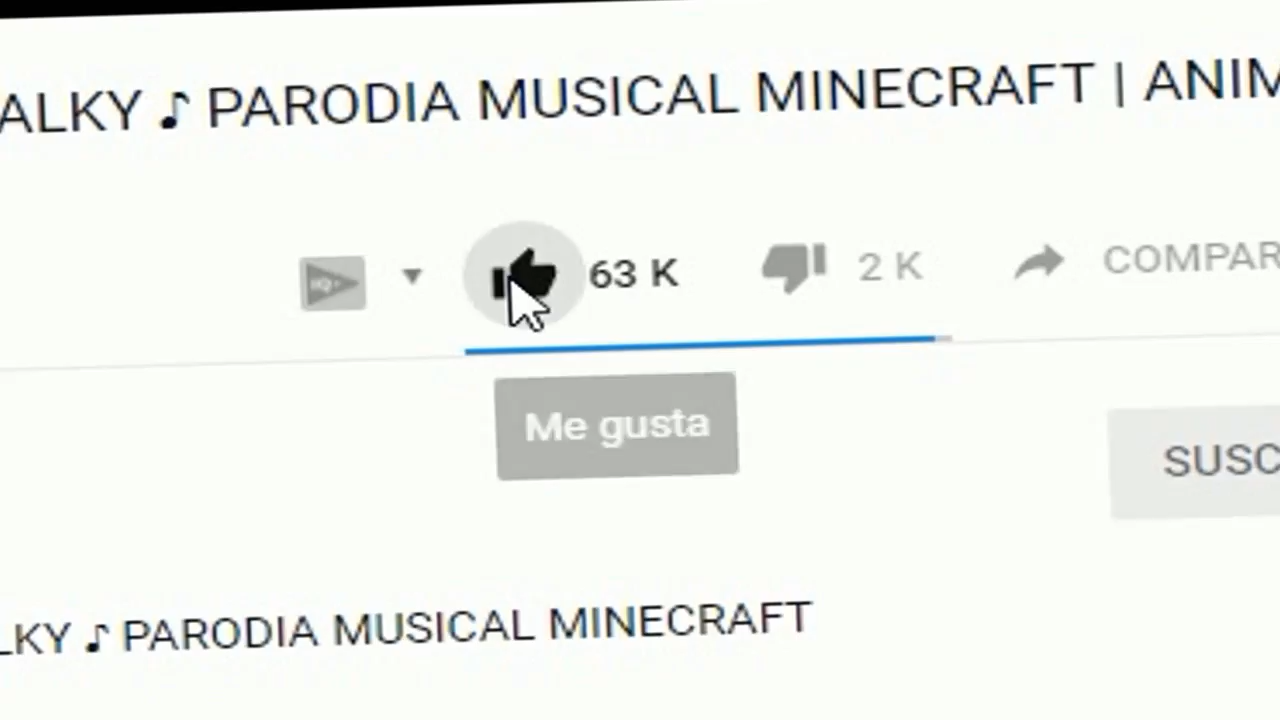 ALKY ♪ PARODIA MUSICAL MINECRAFT | ANIM
63 K 2 K COMPAR
Me gusta
SUSC
LKY ♪ PARODIA MUSICAL MINECRAFT